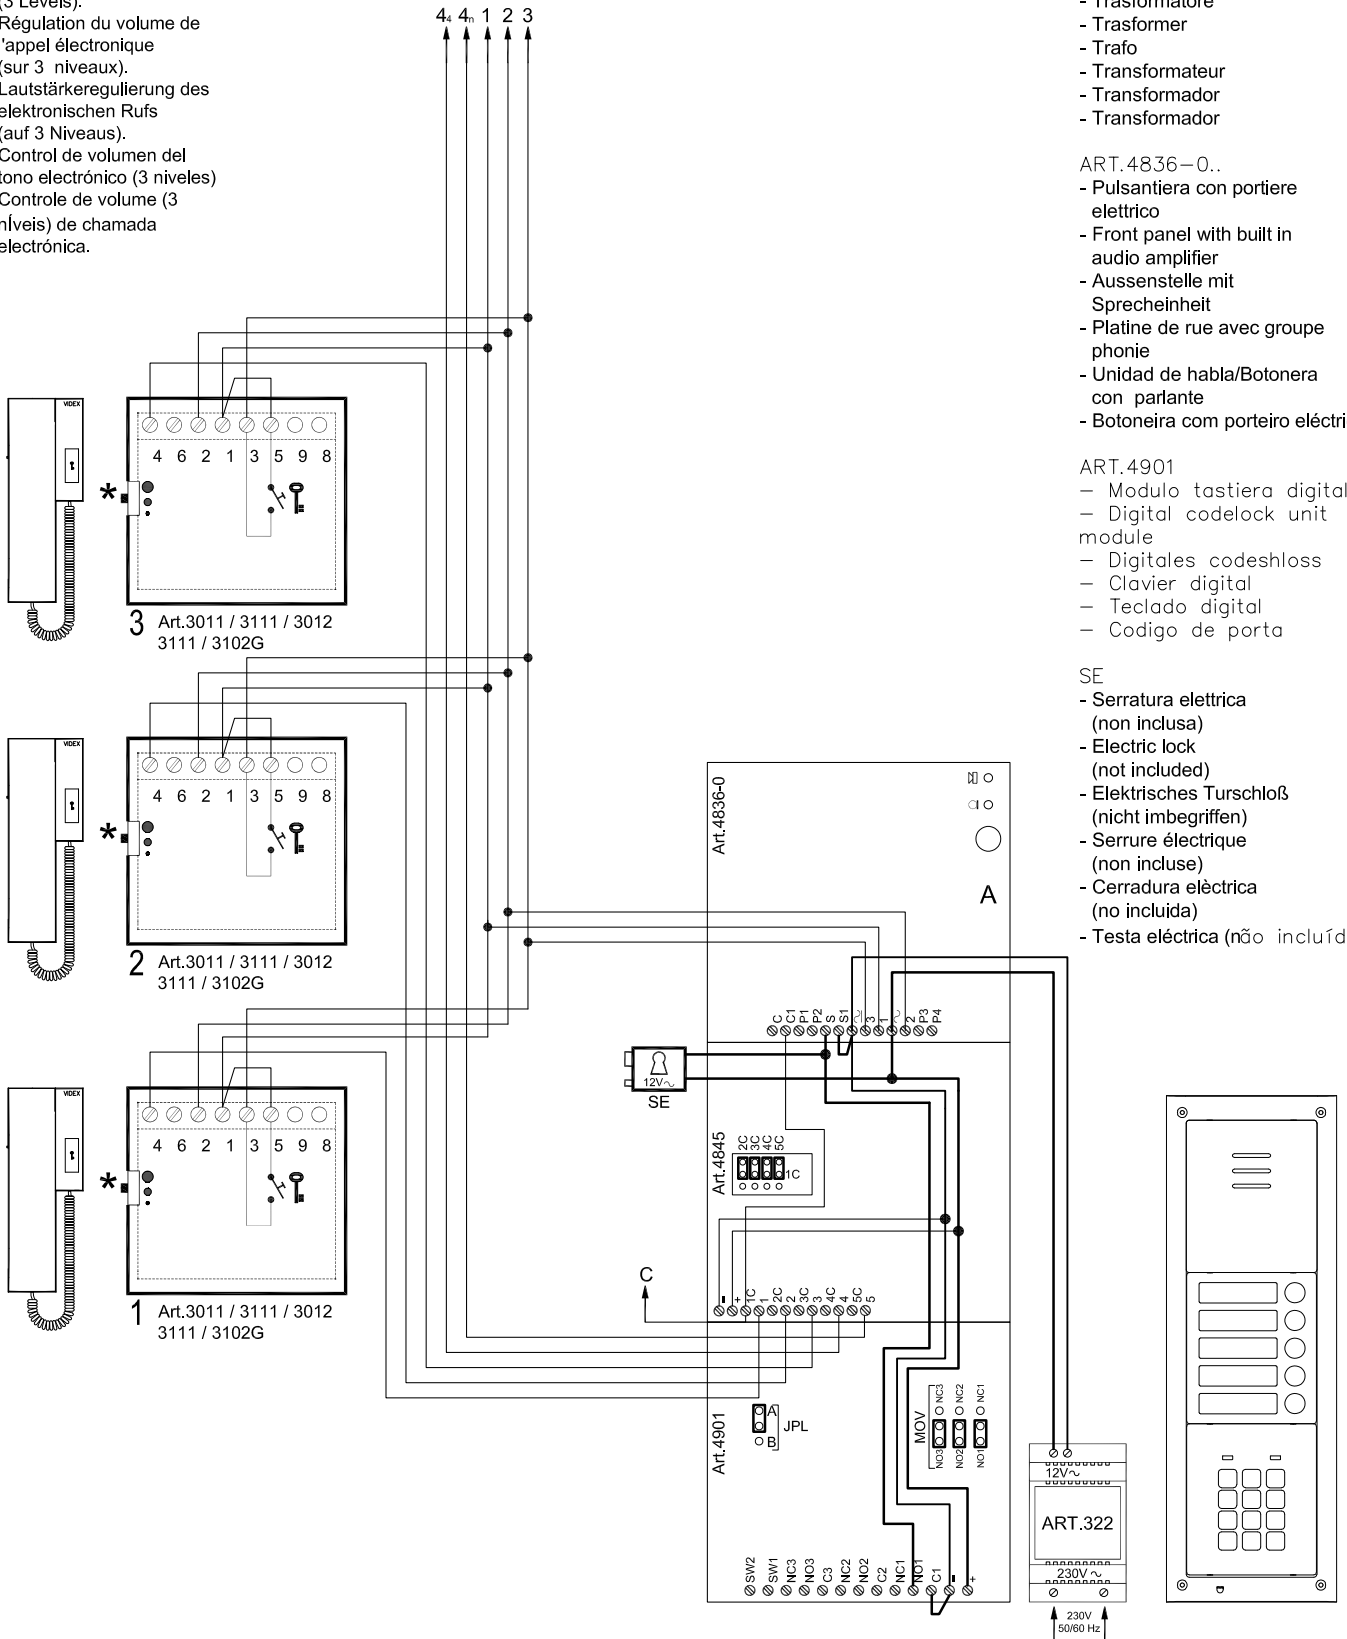 (3 Levels).
Régulation du volume de
l'appel électronique
(sur 3 niveaux).
Lautstärkeregulierung des
elektronischen Rufs
(auf 3 Niveaus).
Control de volumen del
tono electrónico (3 niveles)
Controle de volume (3
nÍveis) de chamada
electrónica.
44 4n 1 2 3
- Trasformatore
- Trasformer
- Trafo
- Transformateur
- Transformador
- Transformador
ART.4836-0..
- Pulsantiera con portiere
elettrico
- Front panel with built in
audio amplifier
- Aussenstelle mit
Sprecheinheit
- Platine de rue avec groupe
phonie
- Unidad de habla/Botonera
con parlante
- Botoneira com porteiro eléctri
ART.4901
- Modulo tastiera digital
- Digital codelock unit
module
- Digitales codeshloss
- Clavier digital
- Teclado digital
- Codigo de porta
SE
- Serratura elettrica
(non inclusa)
- Electric lock
(not included)
- Elektrisches Turschloß
(nicht imbegriffen)
- Serrure électrique
(non incluse)
- Cerradura elèctrica
(no incluida)
- Testa eléctrica (não incluíd
VIDEX
4 6 2 1 3 5 9 8
*
3 Art.3011 / 3111 / 3012
3111 / 3102G
VIDEX
4 6 2 1 3 5 9 8
*
2 Art.3011 / 3111 / 3012
3111 / 3102G
VIDEX
4 6 2 1 3 5 9 8
*
1 Art.3011 / 3111 / 3012
3111 / 3102G
Art.4836-0
A
C C1 P1 P2 S S1 3 1 2 P3 P4
12V~
SE
Art.4845
2C 3C 4C 5C
1C
C
- + 1C 1 2C 2 3C 3 4C 4 5C 5
Art.4901
A
B
JPL
MOV
NC3 NC2 NC1
NO3 NO2 NO1
SW2 SW1 NC3 NO3 C3 NC2 NO2 C2 NC1 NO1 C1 - +
12V~
ART.322
230V ~
230V
50/60 Hz